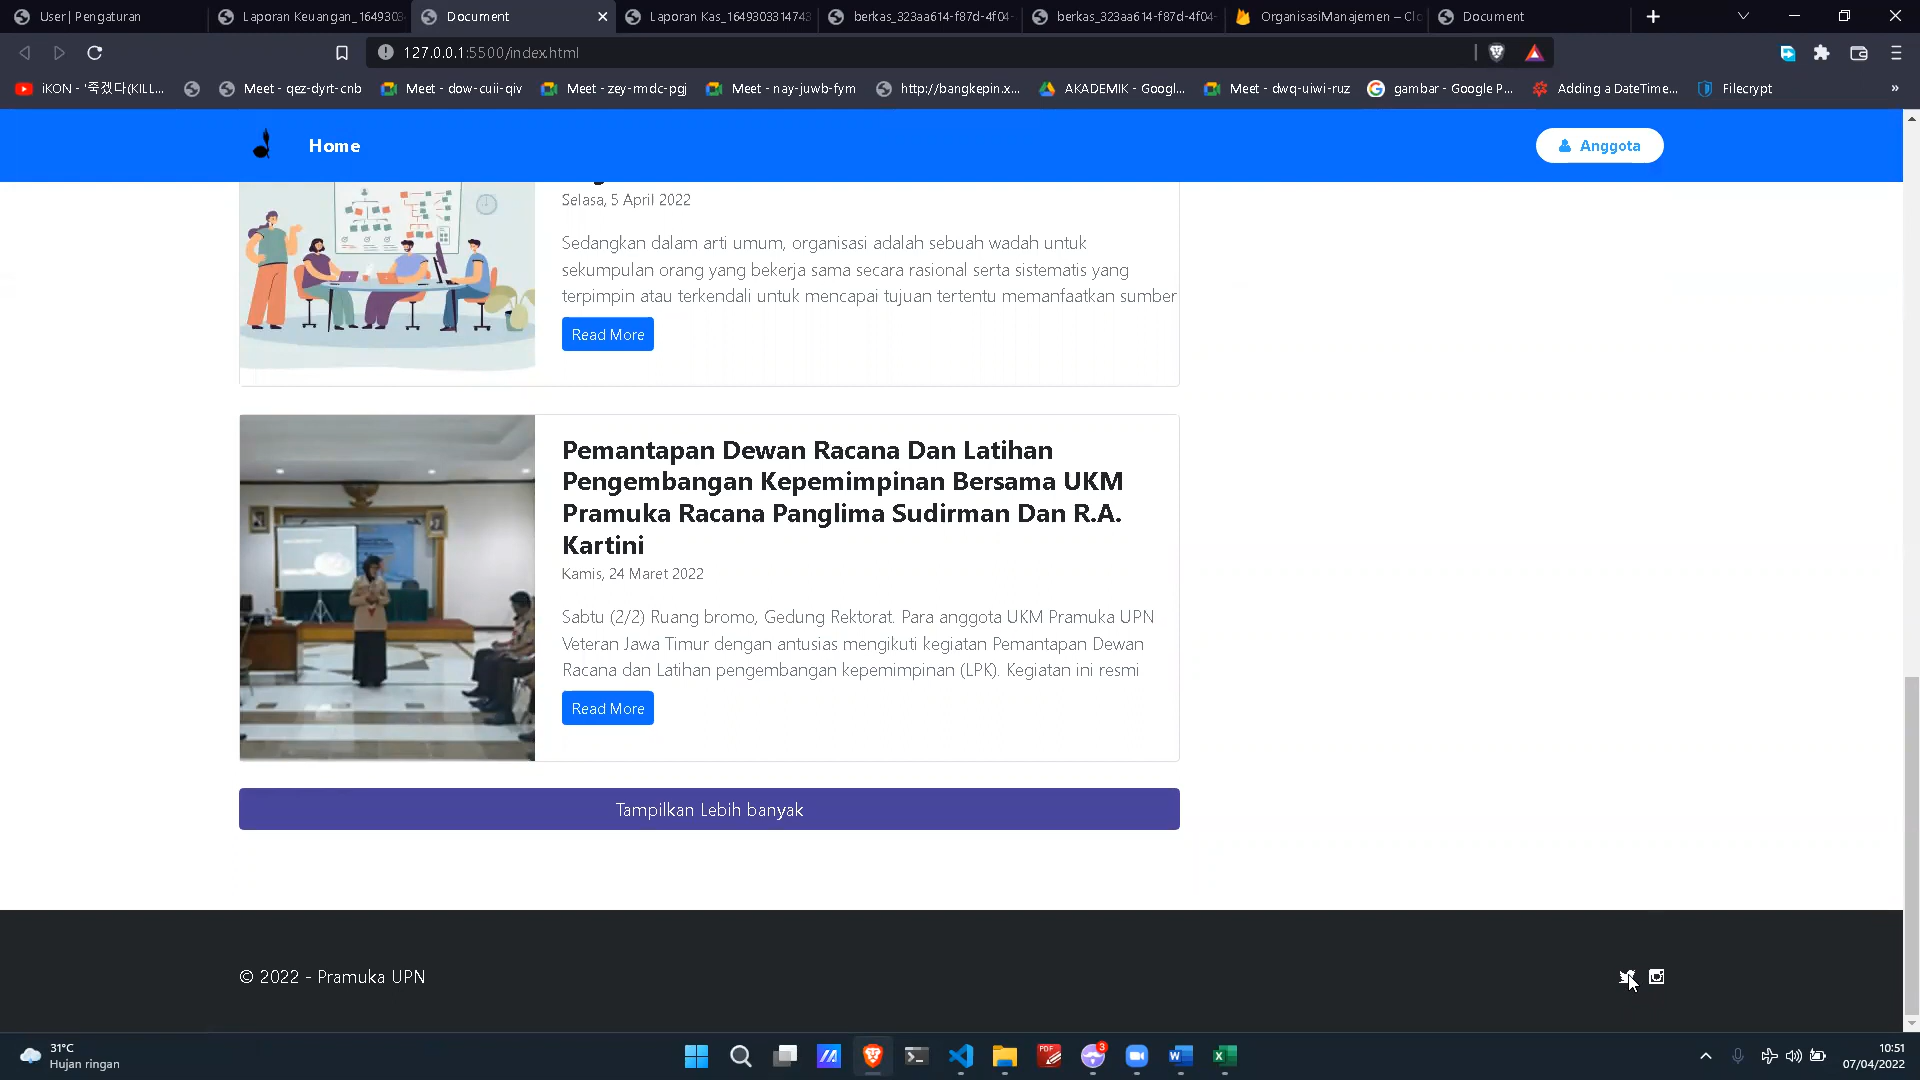 User | Pengaturan
Laporan Keuangan_164930
Document
Laporan Kas_1649303314743
berkas_323aa614-f87d-4f04-
berkas_323aa614-f87d-4f04-
OrganisasiManajemen – Clo
Document
127.0.0.1:5500/index.html
iKON - '죽겠다(KILL...
Meet - qez-dyrt-cnb
Meet - dow-cuii-qiv
Meet - zey-rmdc-pgj
Meet - nay-juwb-fym
http://bangkepin.x...
AKADEMIK - Googl...
Meet - dwq-uiwi-ruz
gambar - Google P...
Adding a DateTime...
Filecrypt
»
Home
Anggota
Selasa, 5 April 2022
Sedangkan dalam arti umum, organisasi adalah sebuah wadah untuk
sekumpulan orang yang bekerja sama secara rasional serta sistematis yang
terpimpin atau terkendali untuk mencapai tujuan tertentu memanfaatkan sumber
Read More
Pemantapan Dewan Racana Dan Latihan
Pengembangan Kepemimpinan Bersama UKM
Pramuka Racana Panglima Sudirman Dan R.A.
Kartini
Kamis, 24 Maret 2022
Sabtu (2/2) Ruang bromo, Gedung Rektorat. Para anggota UKM Pramuka UPN
Veteran Jawa Timur dengan antusias mengikuti kegiatan Pemantapan Dewan
Racana dan Latihan pengembangan kepemimpinan (LPK). Kegiatan ini resmi
Read More
Tampilkan Lebih banyak
© 2022 - Pramuka UPN
31°C
Hujan ringan
PDF
3
10:51
07/04/2022